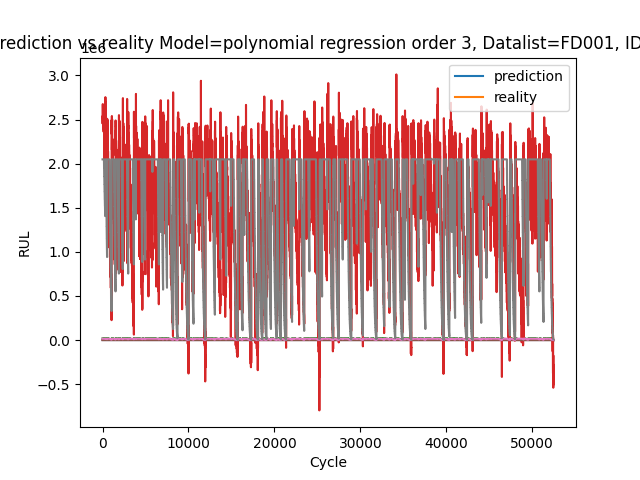 rediction vs reality Model=polynomial regression order 3, Datalist=FD001, ID
1e6
3.0
2.5
2.0
1.5
1.0
0.5
0.0
−0.5
RUL
prediction
reality
0 10000 20000 30000 40000 50000
Cycle